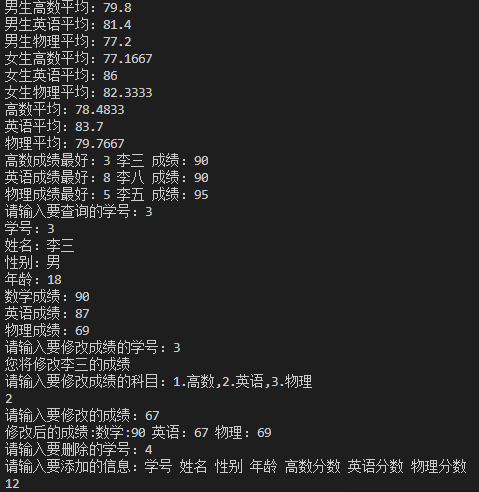 男生高数平均：79.8
男生英语平均：81.4
男生物理平均：77.2
女生高数平均：77.1667
女生英语平均：86
女生物理平均：82.3333
高数平均：78.4833
英语平均：83.7
物理平均：79.7667
高数成绩最好：3 李三 成绩：90
英语成绩最好：8 李八 成绩：90
物理成绩最好：5 李五 成绩：95
请输入要查询的学号：3
学号：3
姓名：李三
性别：男
年龄：18
数学成绩：90
英语成绩：87
物理成绩：69
请输入要修改成绩的学号：3
您将修改李三的成绩
请输入要修改成绩的科目：1.高数,2.英语,3.物理
2
请输入要修改的成绩：67
修改后的成绩:数学:90 英语：67 物理：69
请输入要删除的学号：4
请输入要添加的信息：学号 姓名 性别 年龄 高数分数 英语分数 物理分数
12